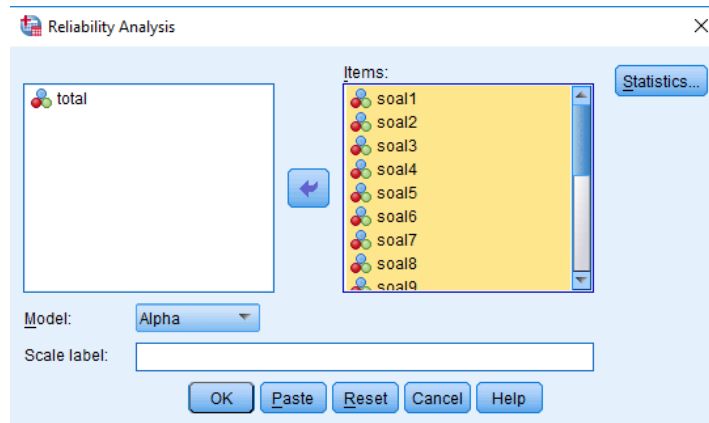 Reliability Analysis
Items:
total
soal1
soal2
soal3
soal4
soal5
soal6
soal7
soal8
soal9
Statistics...
Model: Alpha
Scale label:
OK Paste Reset Cancel Help